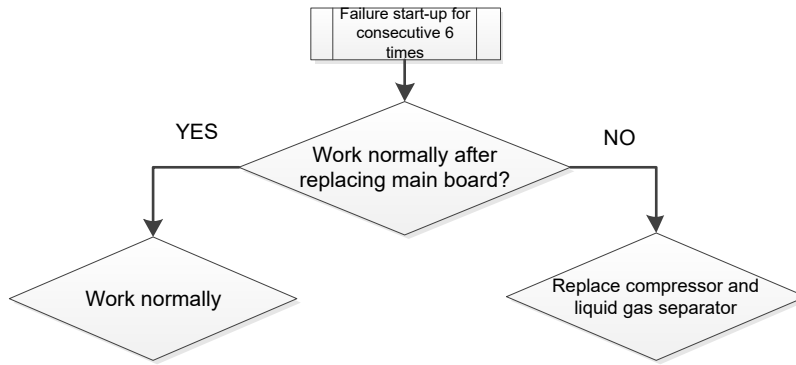 Failure start-up for
consecutive 6
times
YES
NO
Work normally after
replacing main board?
Work normally
Replace compressor and
liquid gas separator